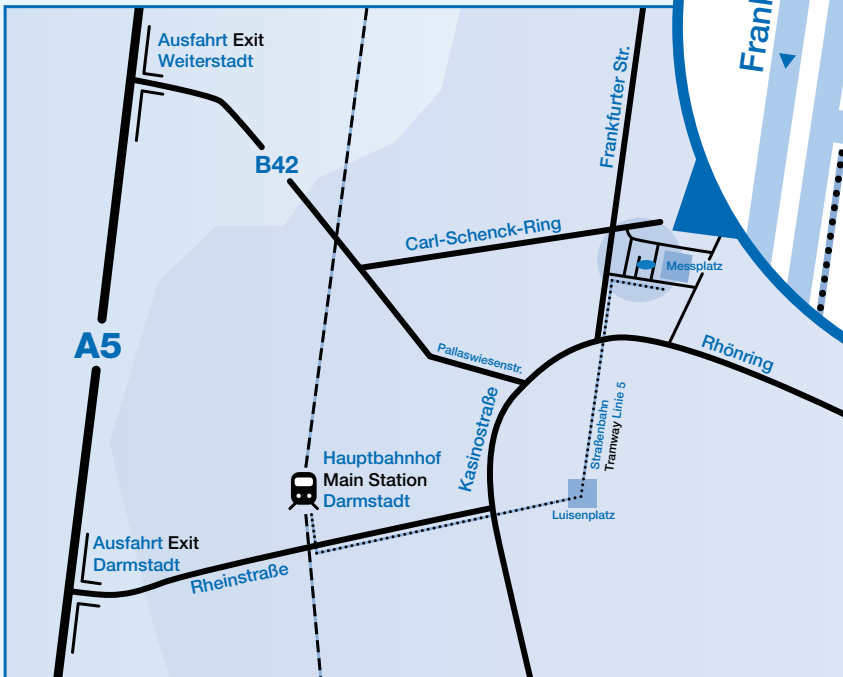 Ausfahrt Exit
Weiterstadt
Frankfurter Str.
Frank
B42
Carl-Schenck-Ring
Messplatz
A5
Pallaswiesenstr.
Rhönring
Kasinostraße
Straßenbahn
Tramway Linie 5
Hauptbahnhof
Main Station
Darmstadt
Luisenplatz
Ausfahrt Exit
Darmstadt
Rheinstraße